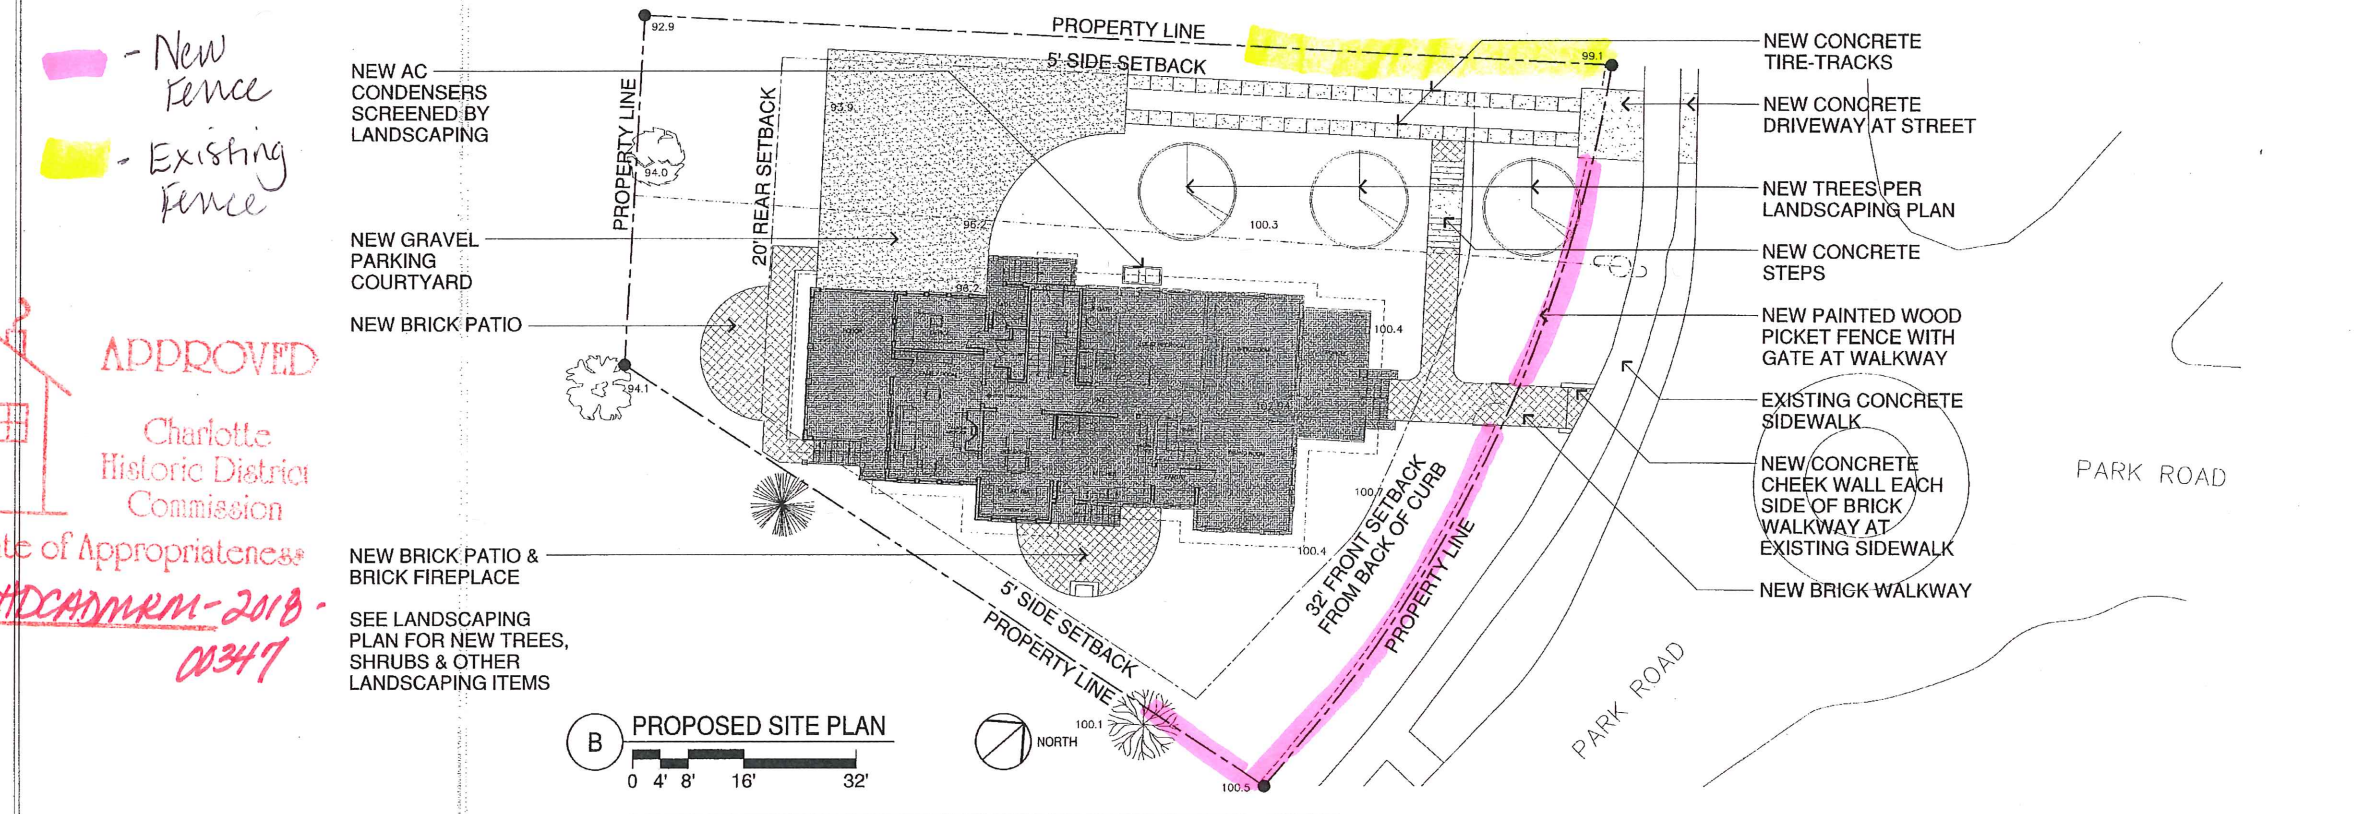 - New
Fence
- Existing
Fence
APPROVED
Charlotte
Historic District
Commission
te of Appropriateness
HDCADMRM-2018-
00347
NEW AC
CONDENSERS
SCREENED BY
LANDSCAPING
NEW GRAVEL
PARKING
COURTYARD
NEW BRICK PATIO
NEW BRICK PATIO &
BRICK FIREPLACE
SEE LANDSCAPING
PLAN FOR NEW TREES,
SHRUBS & OTHER
LANDSCAPING ITEMS
92.9
PROPERTY LINE
99.1
5' SIDE SETBACK
PROPERTY LINE
20' REAR SETBACK
93.9
94.0
96.2
100.3
96.2
100.4
94.1
100.7
100.4
32' FRONT SETBACK
FROM BACK OF CURB
PROPERTY LINE
5' SIDE SETBACK
PROPERTY LINE
100.1
100.5
B
PROPOSED SITE PLAN
0 4' 8' 16' 32'
NORTH
NEW CONCRETE
TIRE-TRACKS
NEW CONCRETE
DRIVEWAY AT STREET
NEW TREES PER
LANDSCAPING PLAN
NEW CONCRETE
STEPS
NEW PAINTED WOOD
PICKET FENCE WITH
GATE AT WALKWAY
EXISTING CONCRETE
SIDEWALK
NEW CONCRETE
CHEEK WALL EACH
SIDE OF BRICK
WALKWAY AT
EXISTING SIDEWALK
NEW BRICK WALKWAY
PARK ROAD
PARK ROAD